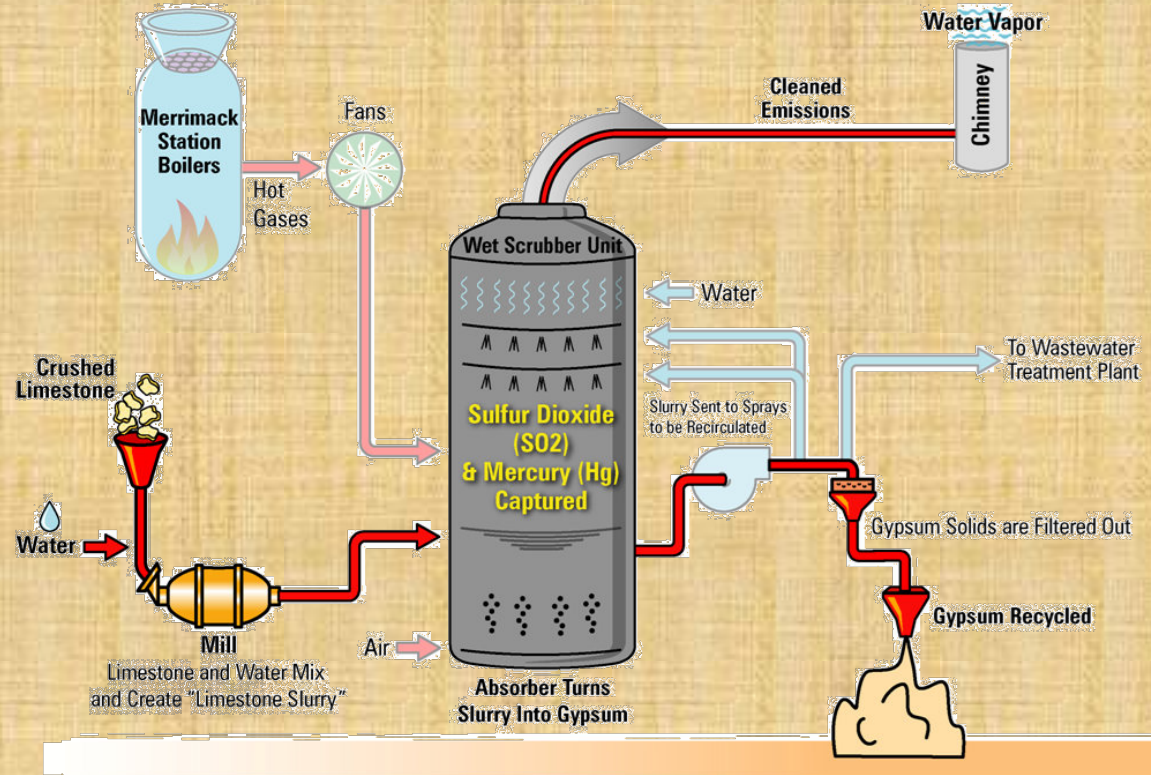 Water Vapor
Chimney
Cleaned
Emissions
Merrimack
Station
Boilers
Fans
Hot
Gases
Wet Scrubber Unit
Water
To Wastewater
Treatment Plant
Crushed
Limestone
Slurry Sent to Sprays
to be Recirculated
Sulfur Dioxide
(SO2)
& Mercury (Hg)
Captured
Gypsum Solids are Filtered Out
Water
Gypsum Recycled
Mill
Limestone and Water Mix
and Create "Limestone Slurry"
Air
Absorber Turns
Slurry Into Gypsum